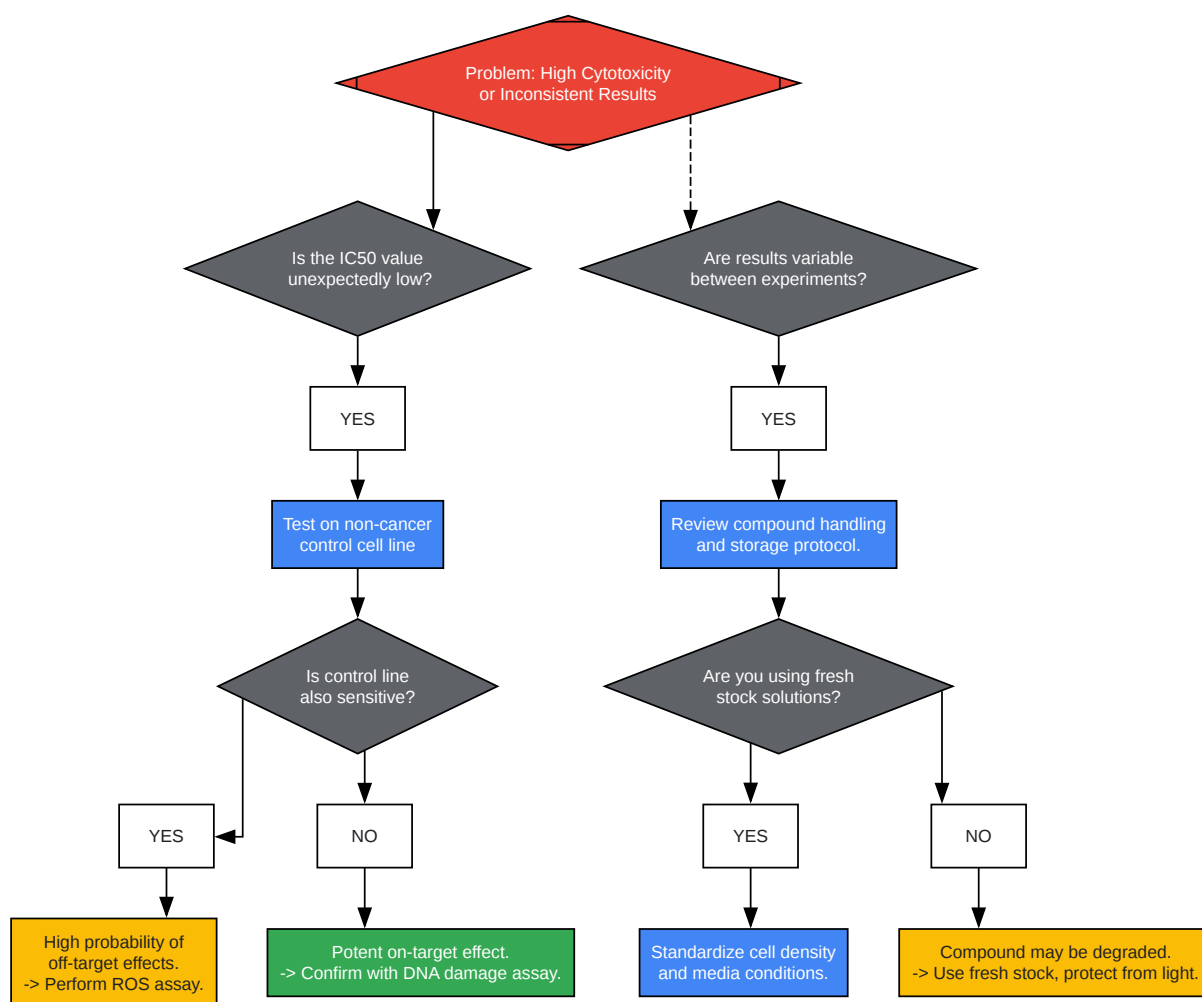 Problem: High Cytotoxicity
or Inconsistent Results
Is the IC50 value
unexpectedly low?
Are results variable
between experiments?
YES
YES
Test on non-cancer
control cell line
Review compound handling
and storage protocol.
Is control line
also sensitive?
Are you using fresh
stock solutions?
YES
NO
YES
NO
High probability of
off-target effects.
-> Perform ROS assay.
Potent on-target effect.
-> Confirm with DNA damage assay.
Standardize cell density
and media conditions.
Compound may be degraded.
-> Use fresh stock, protect from light.